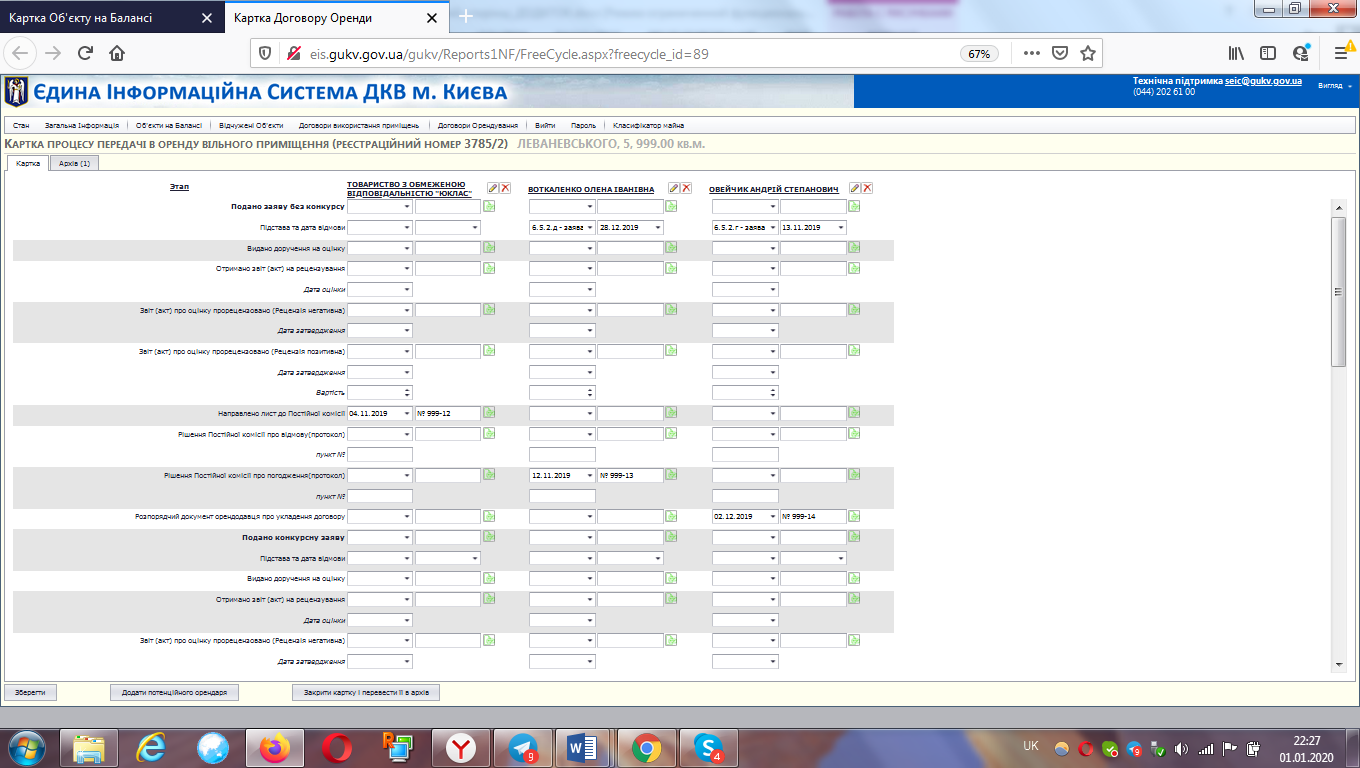 Картка Об'єкту на Балансі
Картка Договору Оренди
eis.gukv.gov.ua/gukv/Reports1NF/FreeCycle.aspx?freecycle_id=89
67%
Єдина Інформаційна Система ДКВ м. Києва
Технічна підтримка seic@gukv.gov.ua
(044) 202 61 00
Вигляд
Стан Загальна Інформація Об'єкти на Балансі Відчужені Об'єкти Договори використання приміщень Договори Орендування Вийти Пароль Класифікатор майна
Картка процесу передачі в оренду вільного приміщення (реєстраційний номер 3785/2) ЛЕВАНЕВСЬКОГО, 5, 999.00 кв.м.
Картка Архів (1)
Етап
ТОВАРИСТВО З ОБМЕЖЕНОЮ
ВІДПОВІДАЛЬНІСТЮ "ЮКЛАС"
ВОТКАЛЕНКО ОЛЕНА ІВАНІВНА
ОВЕЙЧИК АНДРІЙ СТЕПАНОВИЧ
Подано заяву без конкурсу
Підстава та дата відмови 6.5.2.д - заява 28.12.2019 6.5.2.г - заява 13.11.2019
Видано доручення на оцінку
Отримано звіт (акт) на рецензування
Дата оцінки
Звіт (акт) про оцінку прорецензовано (Рецензія негативна)
Дата затвердження
Звіт (акт) про оцінку прорецензовано (Рецензія позитивна)
Дата затвердження
Вартість
Направлено лист до Постійної комісії 04.11.2019 № 999-12
Рішення Постійної комісії про відмову(протокол)
пункт №
Рішення Постійної комісії про погодження(протокол) 12.11.2019 № 999-13
пункт №
Розпорядчий документ орендодавця про укладення договору 02.12.2019 № 999-14
Подано конкурсну заяву
Підстава та дата відмови
Видано доручення на оцінку
Отримано звіт (акт) на рецензування
Дата оцінки
Звіт (акт) про оцінку прорецензовано (Рецензія негативна)
Дата затвердження
Зберегти Додати потенційного орендаря Закрити картку і перевести її в архів
UK
22:27
01.01.2020